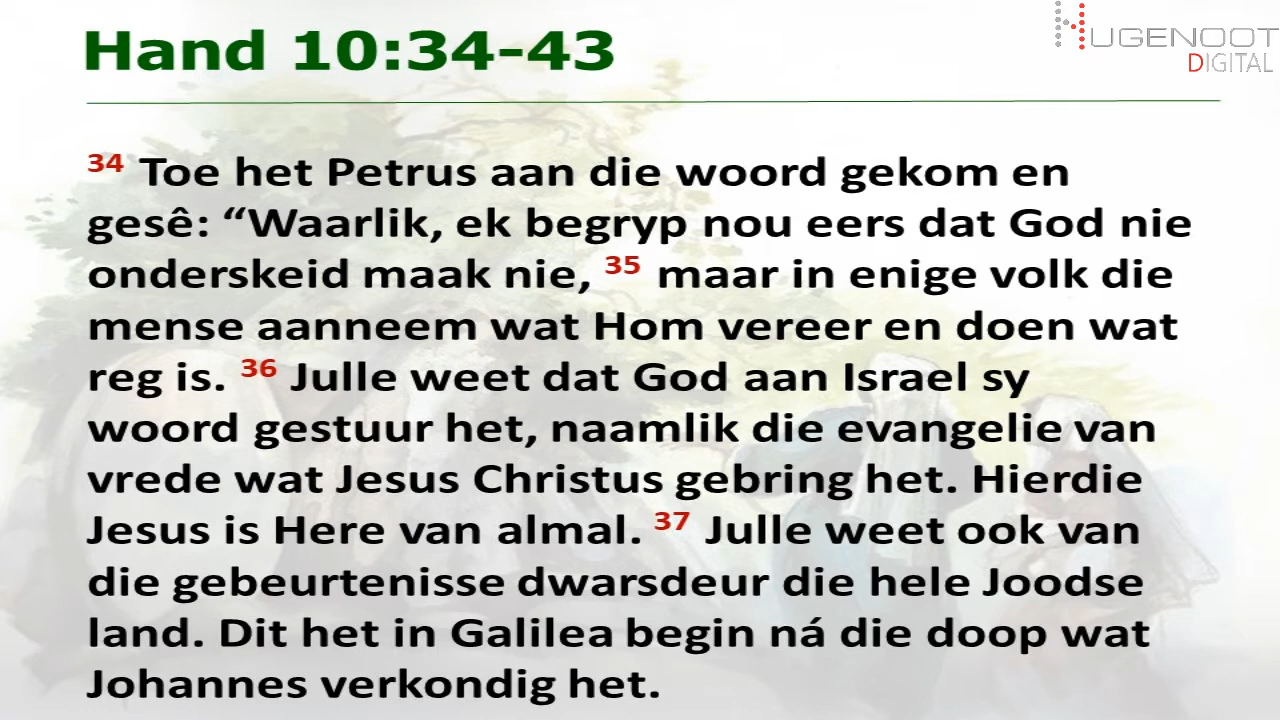 Hand 10:34-43
HUGENOOT
DIGITAL
34 Toe het Petrus aan die woord gekom en
gesê: “Waarlik, ek begryp nou eers dat God nie
onderskeid maak nie, 35 maar in enige volk die
mense aanneem wat Hom vereer en doen wat
reg is. 36 Julle weet dat God aan Israel sy
woord gestuur het, naamlik die evangelie van
vrede wat Jesus Christus gebring het. Hierdie
Jesus is Here van almal. 37 Julle weet ook van
die gebeurtenisse dwarsdeur die hele Joodse
land. Dit het in Galilea begin ná die doop wat
Johannes verkondig het.